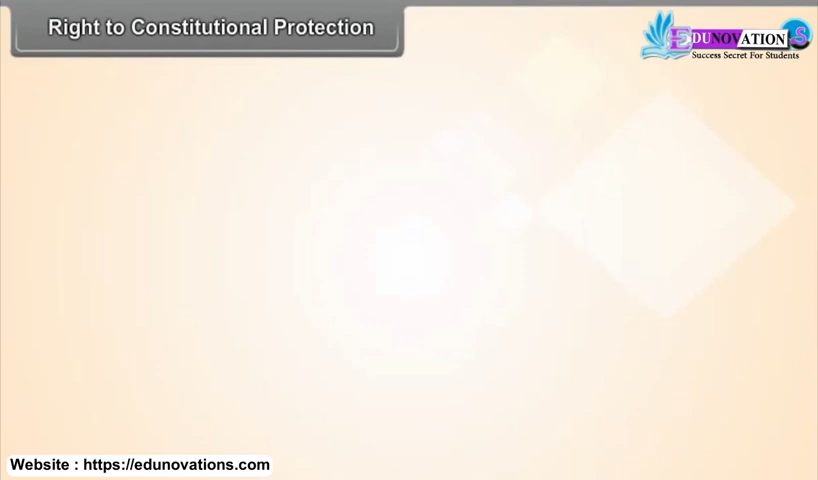 Right to Constitutional Protection
EDUNOVATIONS
Success Secret For Students
Website : https://edunovations.com